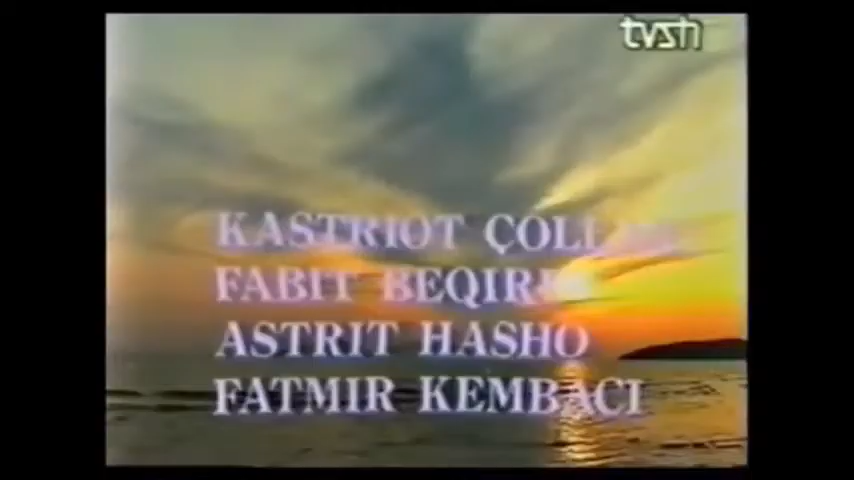 tvsh
KASTRIOT
FABIT
ASTRIT HASHO
FATMIR KEMBACI